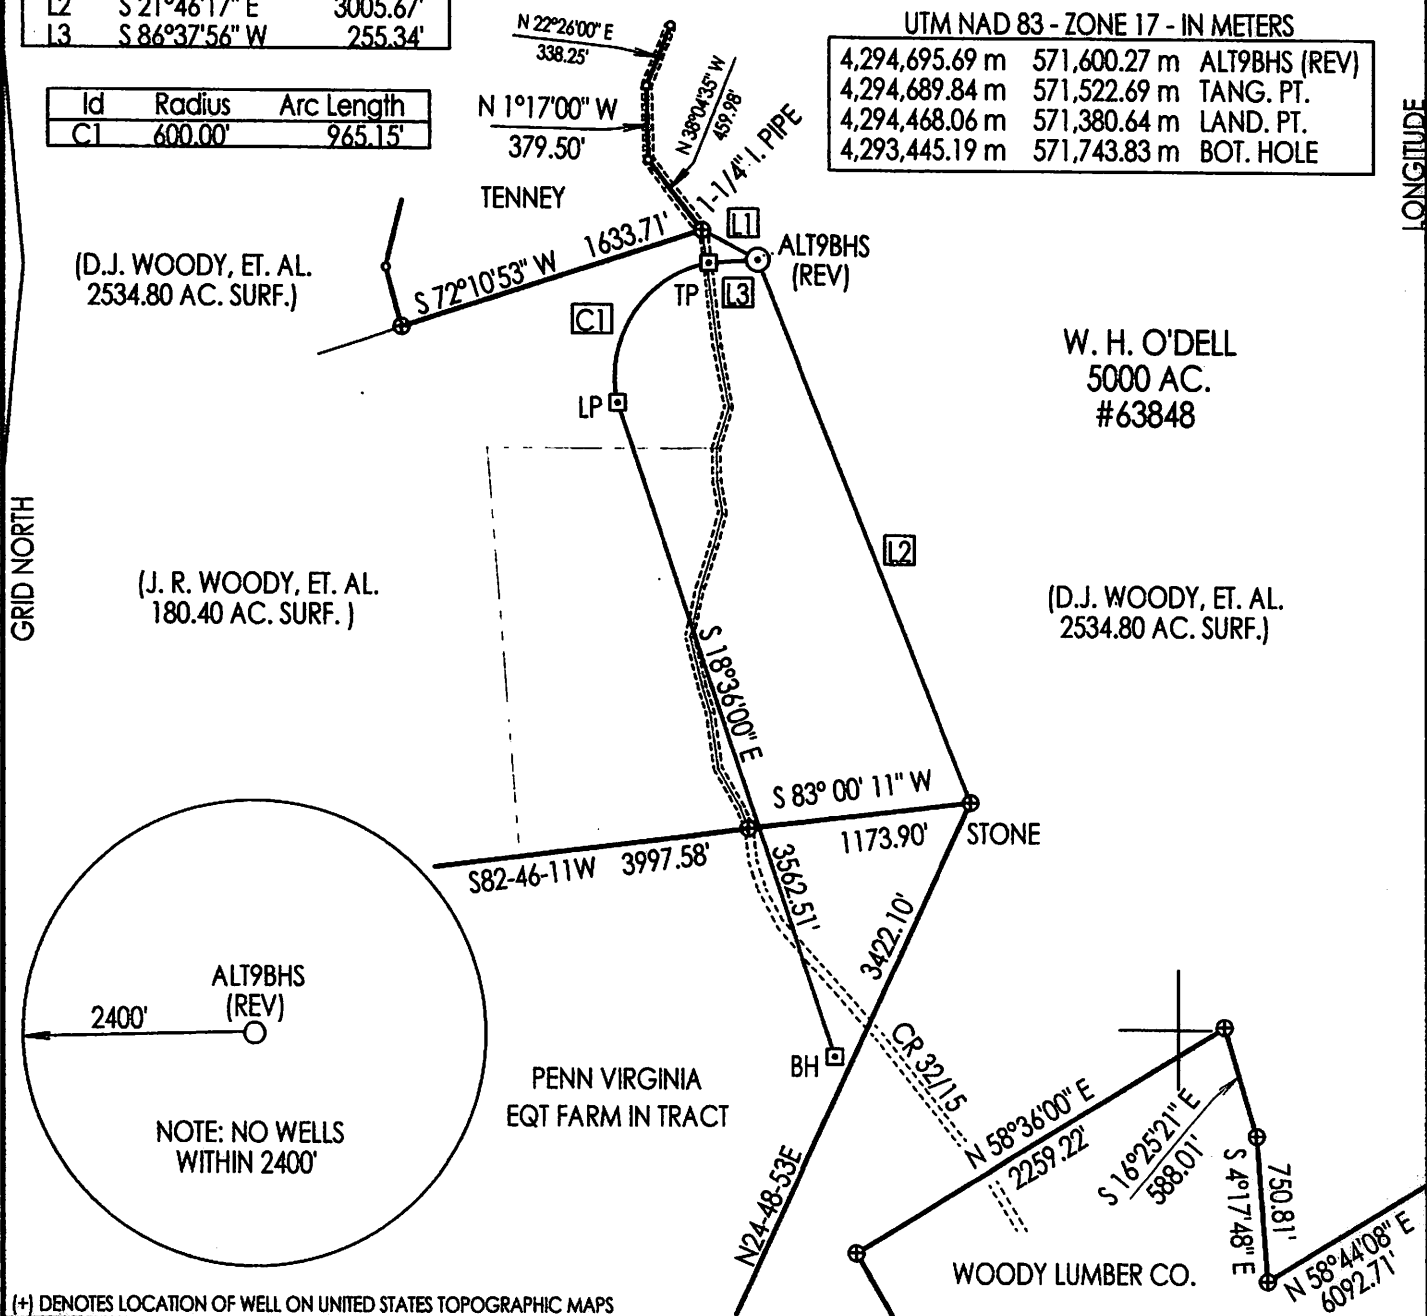 L2 S 21°46'17" E 3005.67'
L3 S 86°37'56" W 255.34'
Id Radius Arc Length
C1 600.00' 965.15'
N 22°26'00" E
338.25'
N 1°17'00" W
379.50'
N 38°04'35" W
459.98'
1-1/4" I. PIPE
UTM NAD 83 - ZONE 17 - IN METERS
4,294,695.69 m 571,600.27 m ALT9BHS (REV)
4,294,689.84 m 571,522.69 m TANG. PT.
4,294,468.06 m 571,380.64 m LAND. PT.
4,293,445.19 m 571,743.83 m BOT. HOLE
LONGITUDE
TENNEY
(D.J. WOODY, ET. AL.
2534.80 AC. SURF.)
S 72°10'53" W 1633.71'
L1
ALT9BHS
(REV)
TP
L3
C1
LP
W. H. O'DELL
5000 AC.
#63848
GRID NORTH
L2
(J. R. WOODY, ET. AL.
180.40 AC. SURF. )
(D.J. WOODY, ET. AL.
2534.80 AC. SURF.)
S 18°36'00" E
3562.51'
S 83° 00' 11" W
1173.90'
STONE
S82-46-11W 3997.58'
3422.10'
N24-48-53E
ALT9BHS
(REV)
2400'
NOTE: NO WELLS
WITHIN 2400'
BH
CR 32/15
PENN VIRGINIA
EQT FARM IN TRACT
N 58°36'00" E
2259.22'
S 16°25'21" E
588.01'
S 4°17'48" E
750.81'
N 58°44'08" E
6092.71'
WOODY LUMBER CO.
(+) DENOTES LOCATION OF WELL ON UNITED STATES TOPOGRAPHIC MAPS